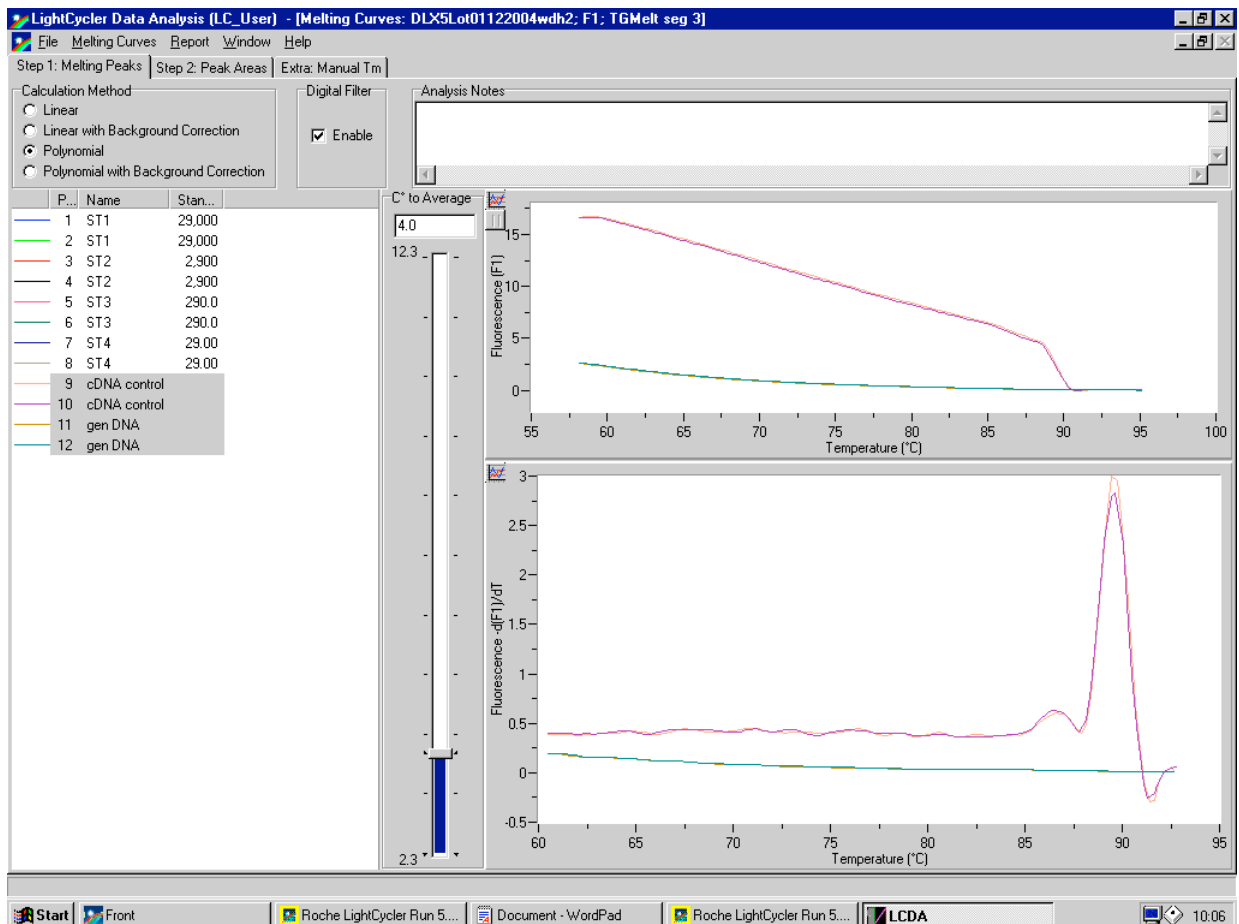 LightCycler Data Analysis (LC_User) - [Melting Curves: DLX5Lot01122004wdh2; F1; TGMelt seg 3]
File Melting Curves Report Window Help
Step 1: Melting Peaks Step 2: Peak Areas Extra: Manual Tm
Calculation Method
Linear
Linear with Background Correction
Polynomial
Polynomial with Background Correction
Digital Filter
Enable
Analysis Notes
P... Name Stan...
1 ST1 29,000
2 ST1 29,000
3 ST2 2,900
4 ST2 2,900
5 ST3 290.0
6 ST3 290.0
7 ST4 29.00
8 ST4 29.00
9 cDNA control
10 cDNA control
11 gen DNA
12 gen DNA
C° to Average
4.0
12.3
2.3
Fluorescence (F1)
15
10
5
0
55 60 65 70 75 80 85 90 95 100
Temperature (°C)
Fluorescence -d(F1)/dT
3
2.5
2
1.5
1
0.5
0
-0.5
60 65 70 75 80 85 90 95
Temperature (°C)
Start Front Roche LightCycler Run 5.... Document - WordPad Roche LightCycler Run 5.... LCDA 10:06